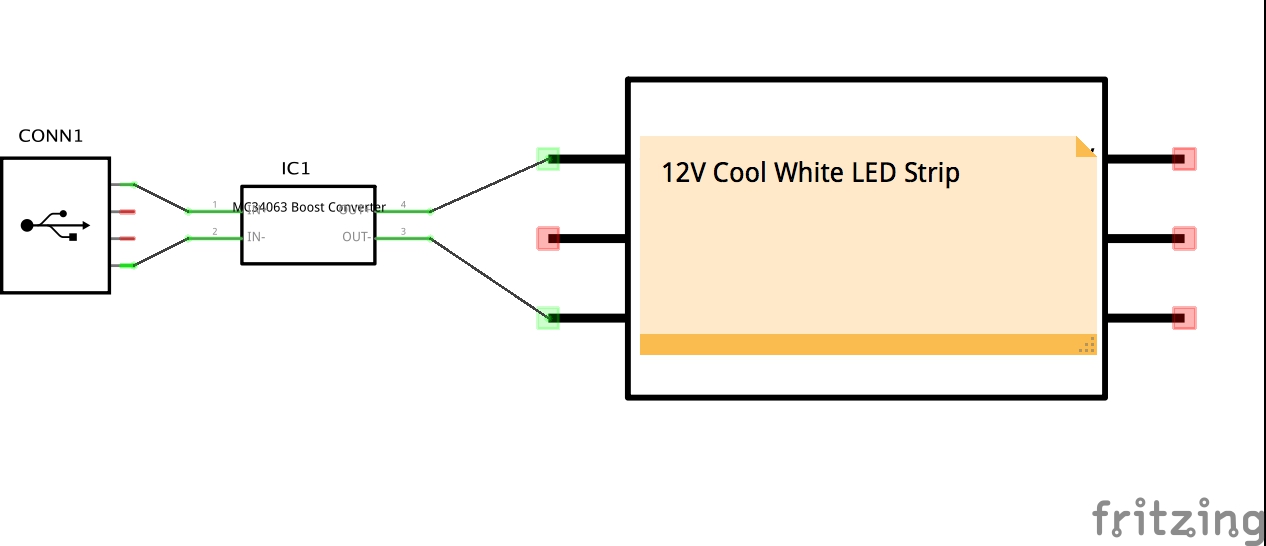 CONN1
IC1
MC34063 Boost Converter
1
IN+
OUT+
4
2
IN-
OUT-
3
12V Cool White LED Strip
fritzing